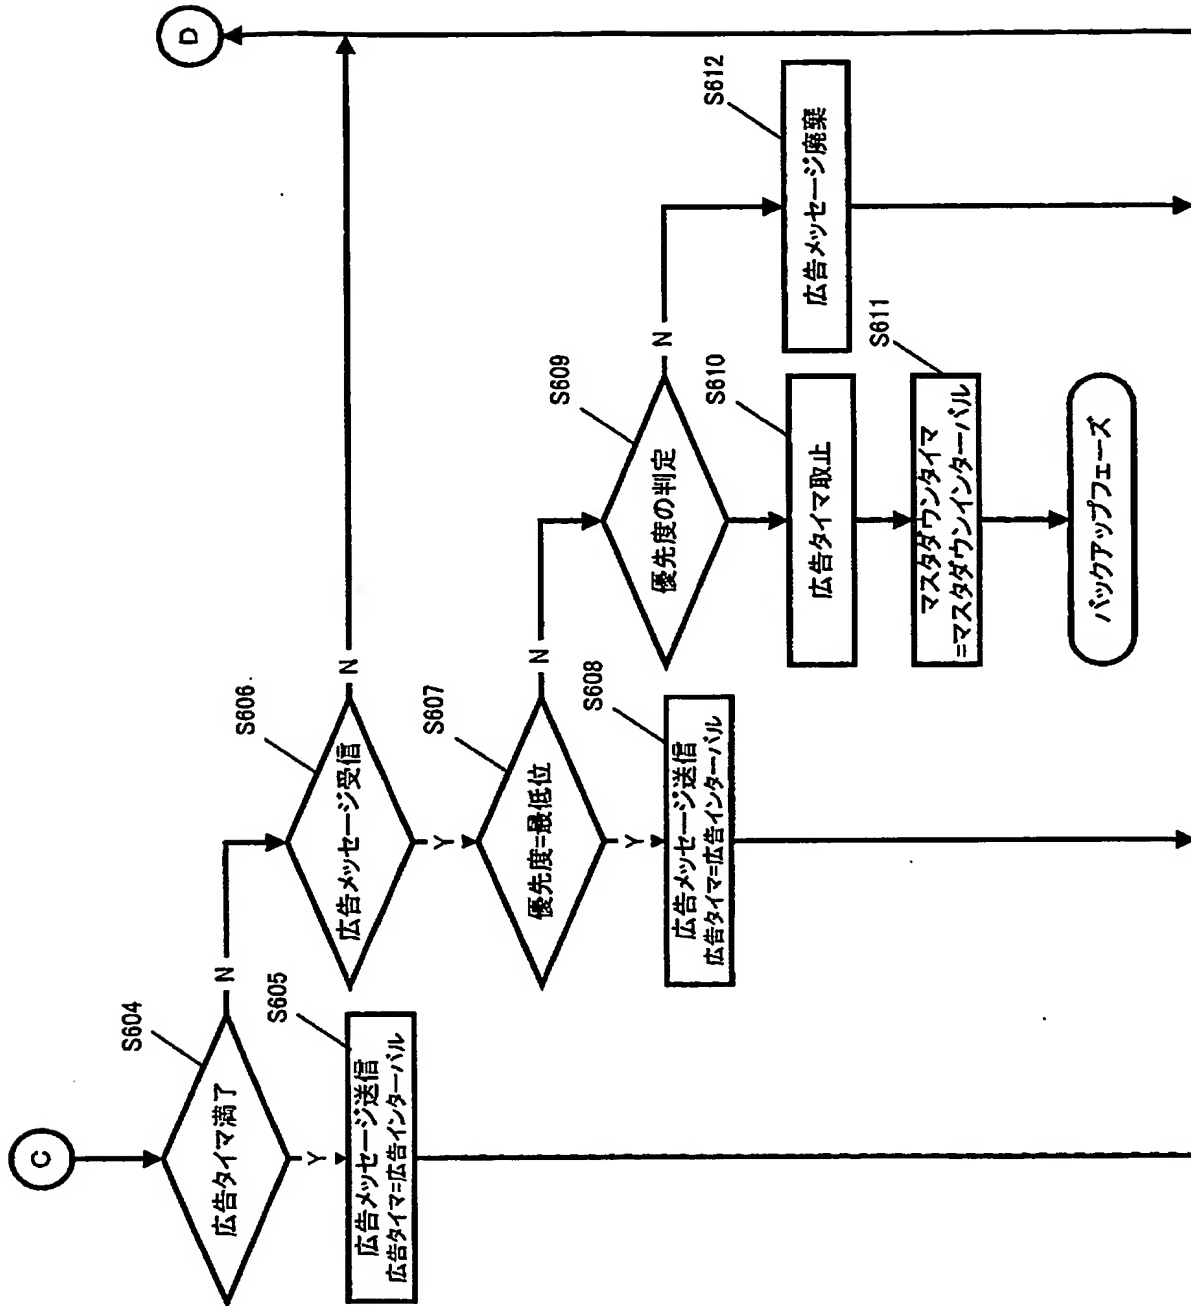 C
S604
広告タイマ満了
N
Y
S605
広告メッセージ送信
広告タイマ=広告インターバル
S606
広告メッセージ受信
N
Y
D
S607
優先度=最低位
N
Y
S608
広告メッセージ送信
広告タイマ=広告インターバル
S609
優先度の判定
N
S610
広告タイマ取止
S611
マスタダウンタイマ
=マスタダウンインターバル
バックアップフェーズ
S612
広告メッセージ廃棄